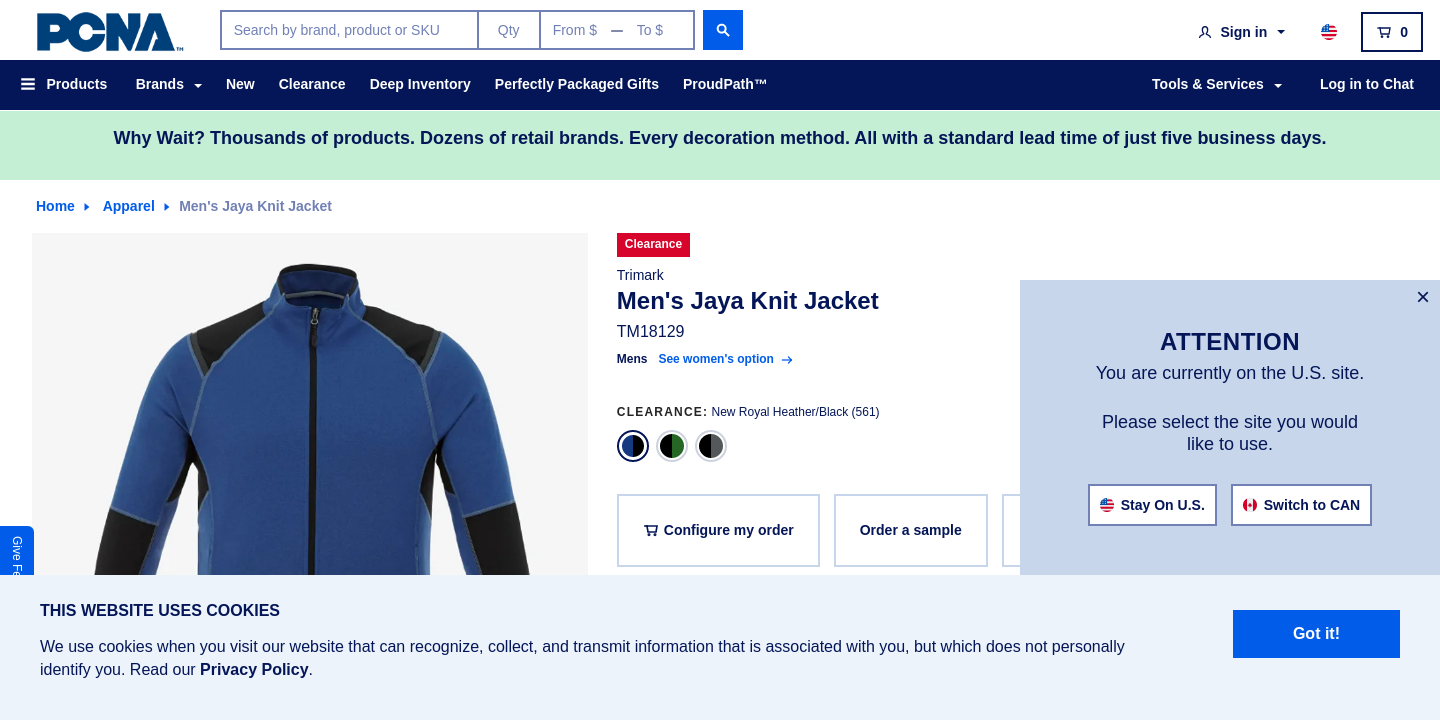 PCNA™
Search by brand, product or SKU
Qty
From $ — To $
Sign in
0
Products
Brands
New
Clearance
Deep Inventory
Perfectly Packaged Gifts
ProudPath™
Tools & Services
Log in to Chat
Why Wait? Thousands of products. Dozens of retail brands. Every decoration method. All with a standard lead time of just five business days.
Home
Apparel
Men's Jaya Knit Jacket
Clearance
Trimark
Men's Jaya Knit Jacket
TM18129
Mens See women's option
CLEARANCE: New Royal Heather/Black (561)
Configure my order
Order a sample
×
ATTENTION
You are currently on the U.S. site.
Please select the site you would
like to use.
Stay On U.S.
Switch to CAN
Give Fe
THIS WEBSITE USES COOKIES
We use cookies when you visit our website that can recognize, collect, and transmit information that is associated with you, but which does not personally
identify you. Read our Privacy Policy.
Got it!